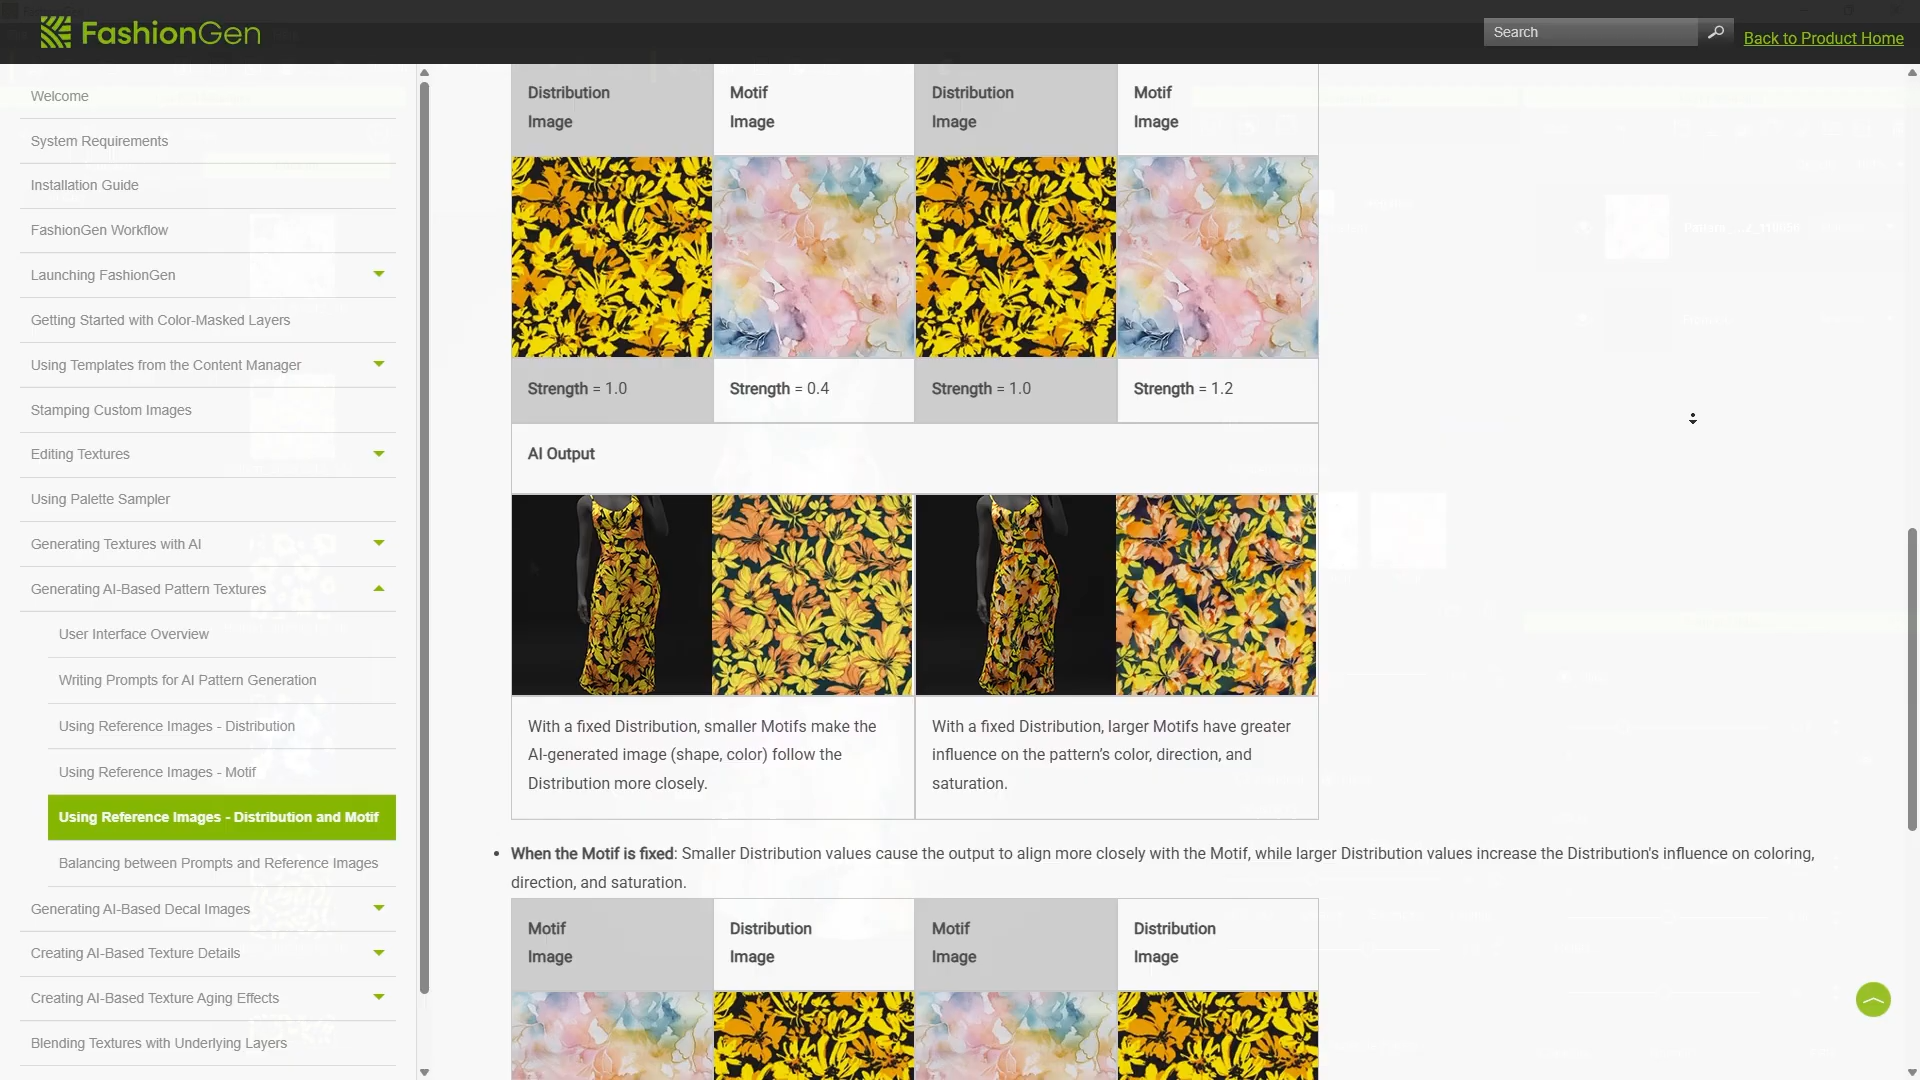 FashionGen
Search
Back to Product Home
Welcome
System Requirements
Installation Guide
FashionGen Workflow
Launching FashionGen
Getting Started with Color-Masked Layers
Using Templates from the Content Manager
Stamping Custom Images
Editing Textures
Using Palette Sampler
Generating Textures with AI
Generating AI-Based Pattern Textures
User Interface Overview
Writing Prompts for AI Pattern Generation
Using Reference Images - Distribution
Using Reference Images - Motif
Using Reference Images - Distribution and Motif
Balancing between Prompts and Reference Images
Generating AI-Based Decal Images
Creating AI-Based Texture Details
Creating AI-Based Texture Aging Effects
Blending Textures with Underlying Layers
Distribution
Image
Motif
Image
Distribution
Image
Motif
Image
Strength = 1.0
Strength = 0.4
Strength = 1.0
Strength = 1.2
AI Output
With a fixed Distribution, smaller Motifs make the
AI-generated image (shape, color) follow the
Distribution more closely.
With a fixed Distribution, larger Motifs have greater
influence on the pattern’s color, direction, and
saturation.
• When the Motif is fixed: Smaller Distribution values cause the output to align more closely with the Motif, while larger Distribution values increase the Distribution's influence on coloring,
direction, and saturation.
Motif
Image
Distribution
Image
Motif
Image
Distribution
Image